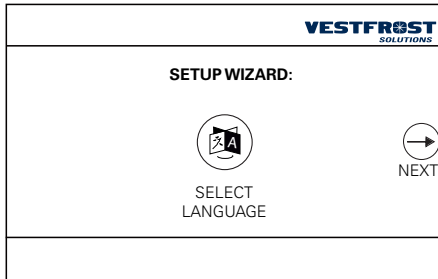 VESTFROST
SOLUTIONS
SETUP WIZARD:
SELECT
LANGUAGE
NEXT